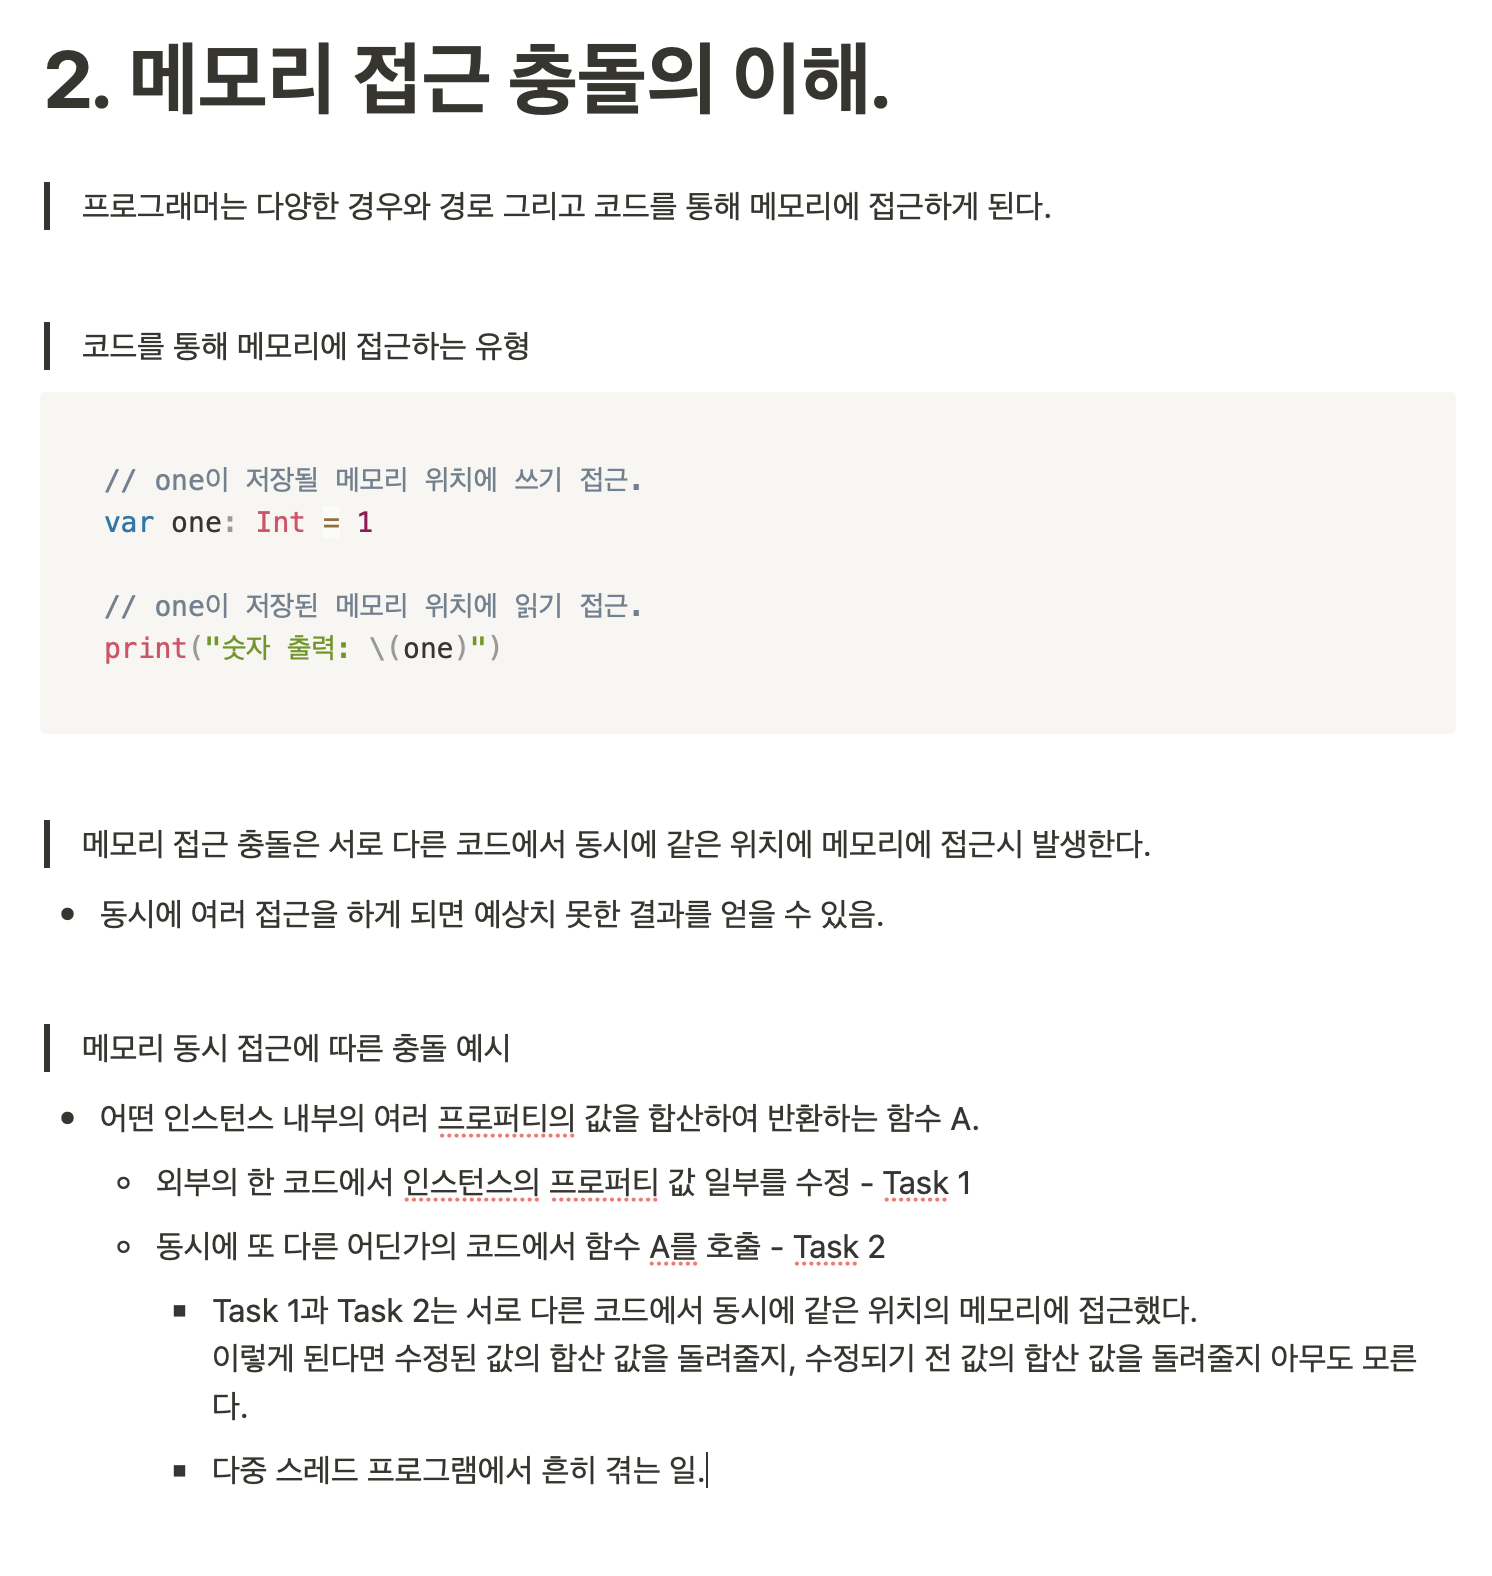 2. 메모리 접근 충돌의 이해.
프로그래머는 다양한 경우와 경로 그리고 코드를 통해 메모리에 접근하게 된다.
코드를 통해 메모리에 접근하는 유형
// one이 저장될 메모리 위치에 쓰기 접근.
var one: Int = 1
// one이 저장된 메모리 위치에 읽기 접근.
print("숫자 출력: \(one)")
메모리 접근 충돌은 서로 다른 코드에서 동시에 같은 위치에 메모리에 접근시 발생한다.
• 동시에 여러 접근을 하게 되면 예상치 못한 결과를 얻을 수 있음.
메모리 동시 접근에 따른 충돌 예시
• 어떤 인스턴스 내부의 여러 프로퍼티의 값을 합산하여 반환하는 함수 A.
◦ 외부의 한 코드에서 인스턴스의 프로퍼티 값 일부를 수정 - Task 1
◦ 동시에 또 다른 어딘가의 코드에서 함수 A를 호출 - Task 2
▪ Task 1과 Task 2는 서로 다른 코드에서 동시에 같은 위치의 메모리에 접근했다.
이렇게 된다면 수정된 값의 합산 값을 돌려줄지, 수정되기 전 값의 합산 값을 돌려줄지 아무도 모른
다.
▪ 다중 스레드 프로그램에서 흔히 겪는 일.